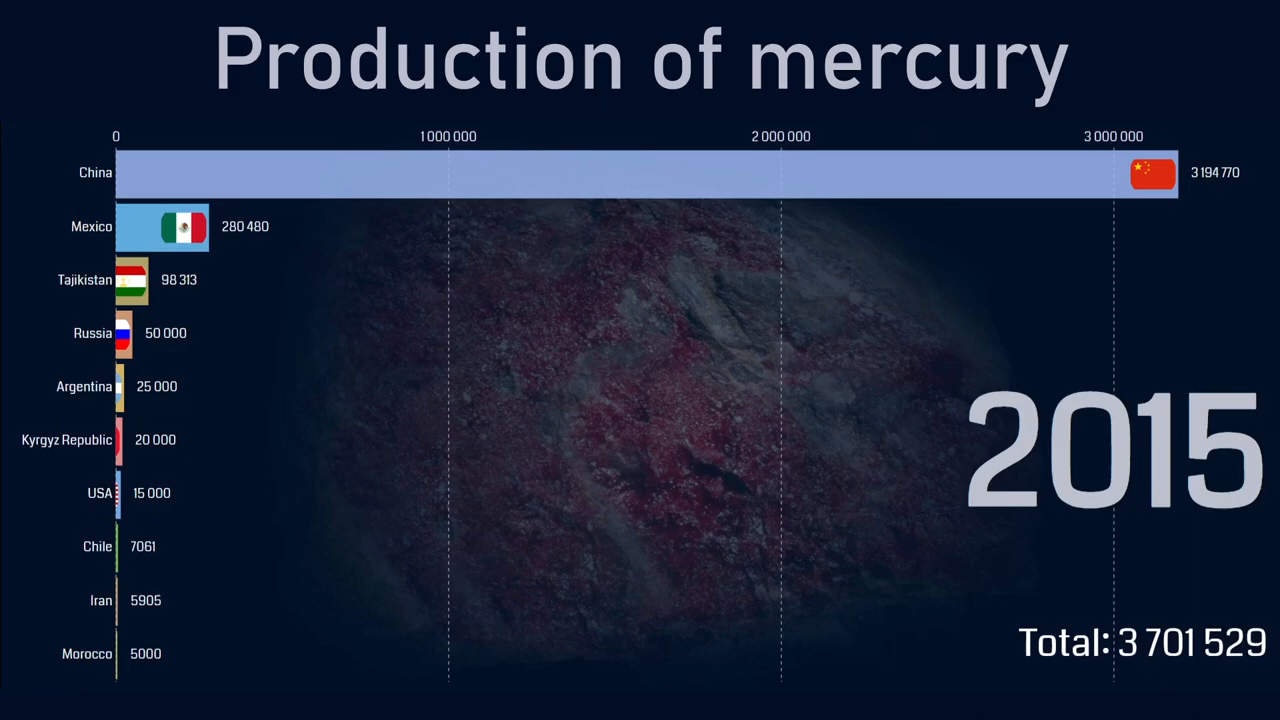 Production of mercury
0 1 000 000 2 000 000 3 000 000
China 3 194 770
Mexico 280 480
Tajikistan 98 313
Russia 50 000
Argentina 25 000
Kyrgyz Republic 20 000
USA 15 000
Chile 7061
Iran 5905
Morocco 5000
2015
Total: 3 701 529